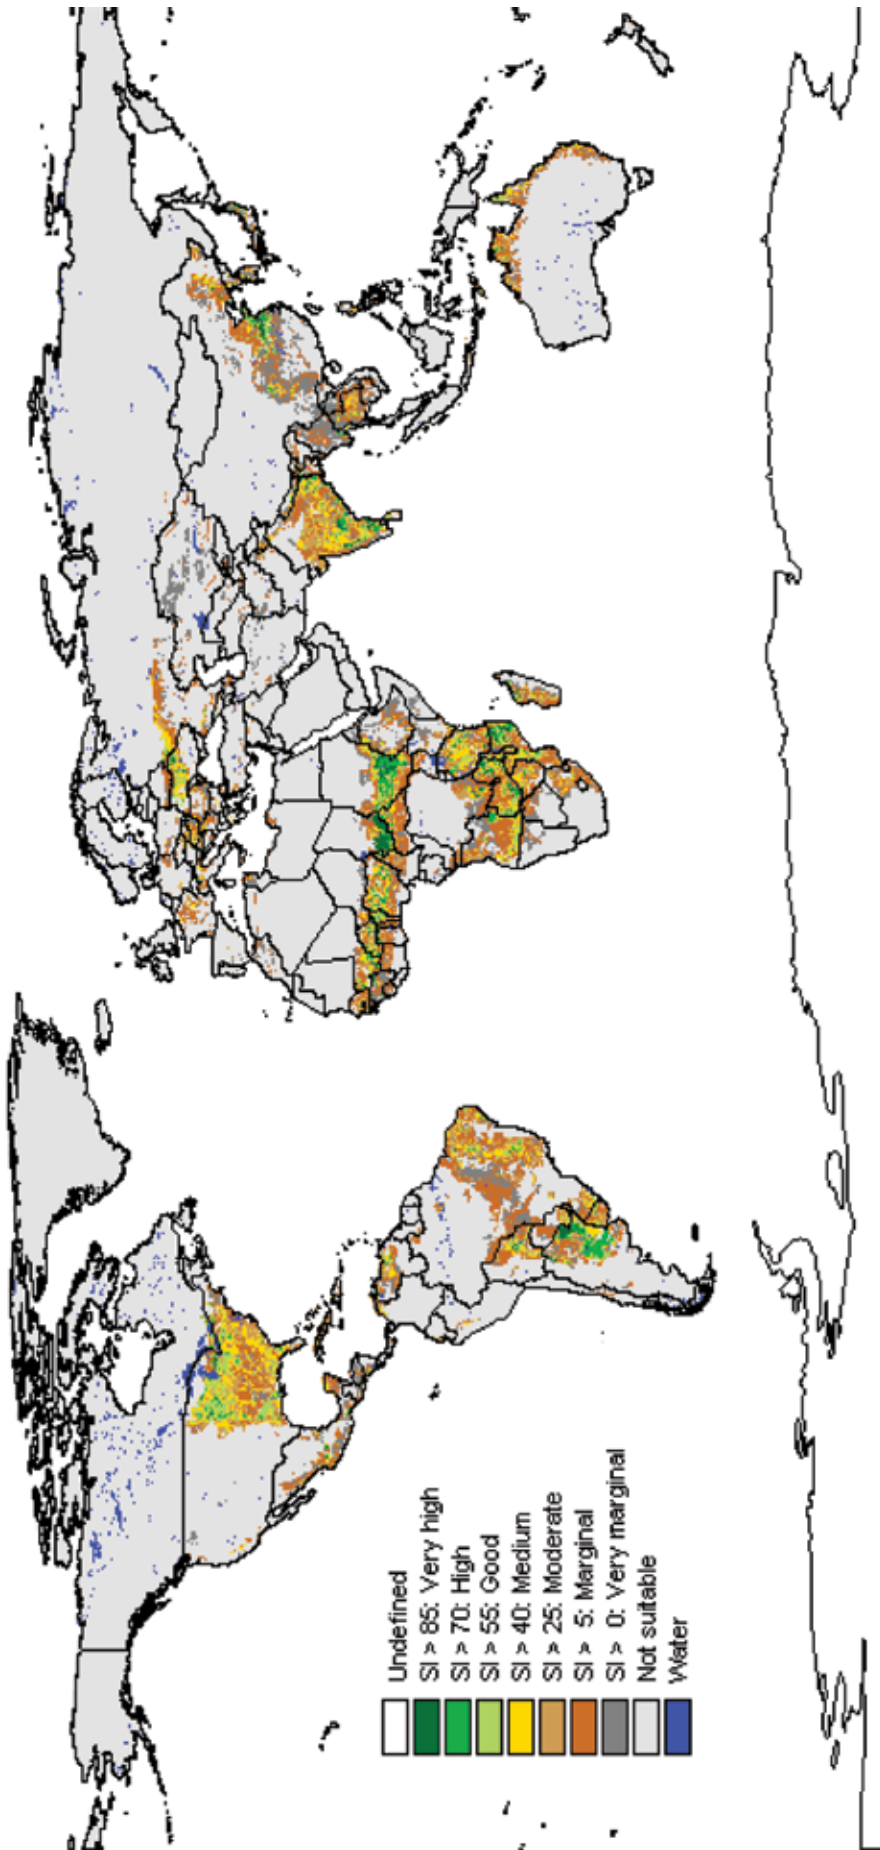 Undefined
SI > 85: Very high
SI > 70: High
SI > 55: Good
SI > 40: Medium
SI > 25: Moderate
SI > 5: Marginal
SI > 0: Very marginal
Not suitable
Water